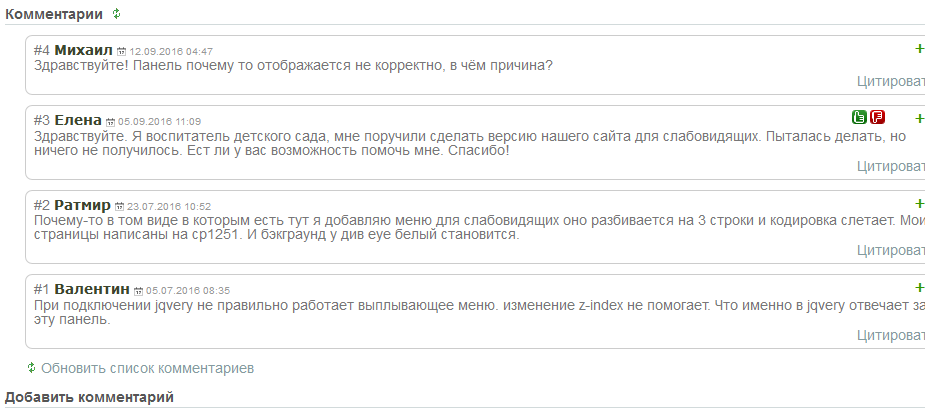 Комментарии
#4 Михаил 12.09.2016 04:47
+
Здравствуйте! Панель почему то отображается не корректно, в чём причина?
Цитироват
#3 Елена 05.09.2016 11:09
+
Здравствуйте. Я воспитатель детского сада, мне поручили сделать версию нашего сайта для слабовидящих. Пыталась делать, но
ничего не получилось. Ест ли у вас возможность помочь мне. Спасибо!
Цитироват
#2 Ратмир 23.07.2016 10:52
+
Почему-то в том виде в которым есть тут я добавляю меню для слабовидящих оно разбивается на 3 строки и кодировка слетает. Мои
страницы написаны на cp1251. И бэкграунд у див eye белый становится.
Цитироват
#1 Валентин 05.07.2016 08:35
+
При подключении jqvery не правильно работает выплывающее меню. изменение z-index не помогает. Что именно в jqvery отвечает за
эту панель.
Цитироват
Обновить список комментариев
Добавить комментарий